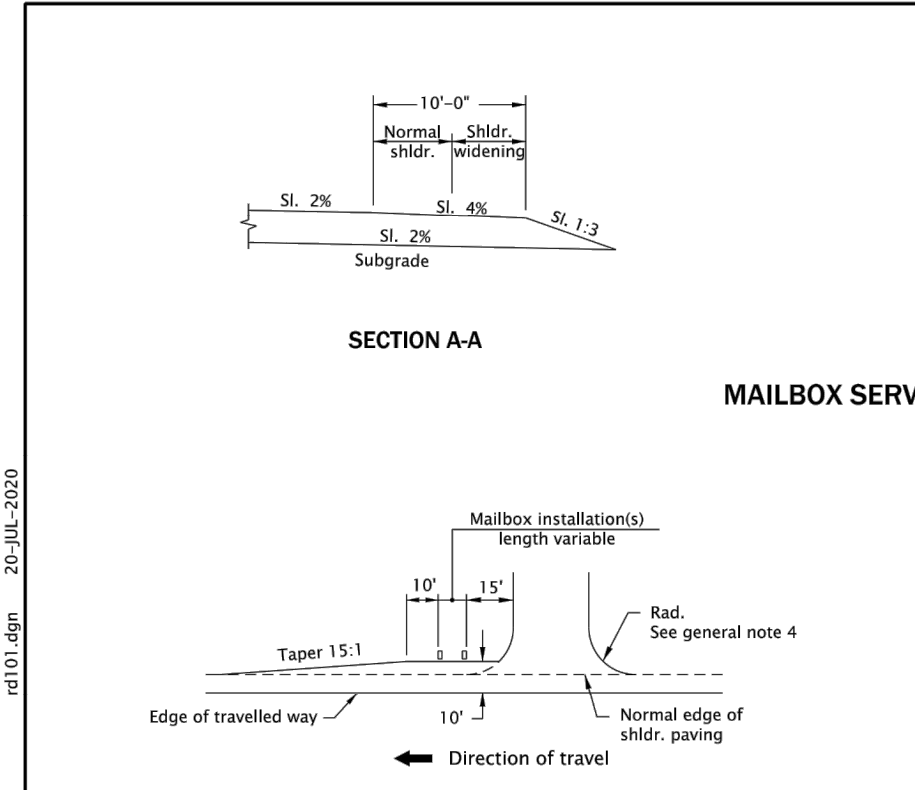 10'-0"
Normal shldr.
Shldr. widening
Sl. 2%
Sl. 4%
Sl. 1:3
Sl. 2%
Subgrade
SECTION A-A
MAILBOX SERV
rd101.dgn 20-JUL-2020
Mailbox installation(s)
length variable
10' 15'
Rad.
See general note 4
Taper 15:1
Edge of travelled way
10'
Normal edge of
shldr. paving
Direction of travel